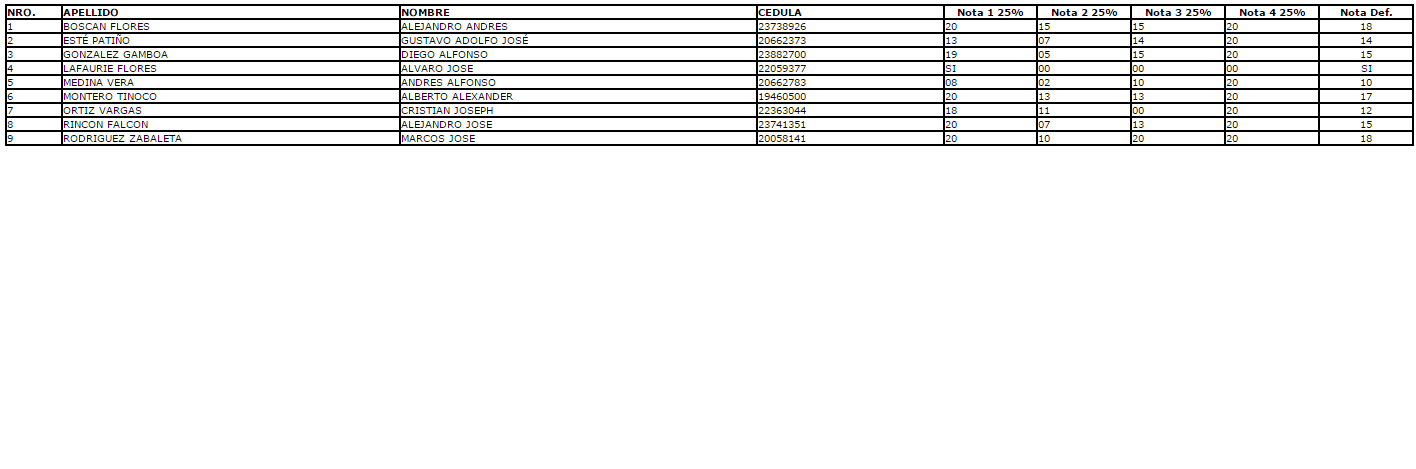 NRO. APELLIDO NOMBRE CEDULA Nota 1 25% Nota 2 25% Nota 3 25% Nota 4 25% Nota Def.
1 BOSCAN FLORES ALEJANDRO ANDRES 23738926 20 15 15 20 18
2 ESTÉ PATIÑO GUSTAVO ADOLFO JOSÉ 20662373 13 07 14 20 14
3 GONZALEZ GAMBOA DIEGO ALFONSO 23882700 19 05 15 20 15
4 LAFAURIE FLORES ALVARO JOSE 22059377 SI 00 00 00 SI
5 MEDINA VERA ANDRES ALFONSO 20662783 08 02 10 20 10
6 MONTERO TINOCO ALBERTO ALEXANDER 19460500 20 13 13 20 17
7 ORTIZ VARGAS CRISTIAN JOSEPH 22363044 18 11 00 20 12
8 RINCON FALCON ALEJANDRO JOSE 23741351 20 07 13 20 15
9 RODRIGUEZ ZABALETA MARCOS JOSE 20058141 20 10 20 20 18